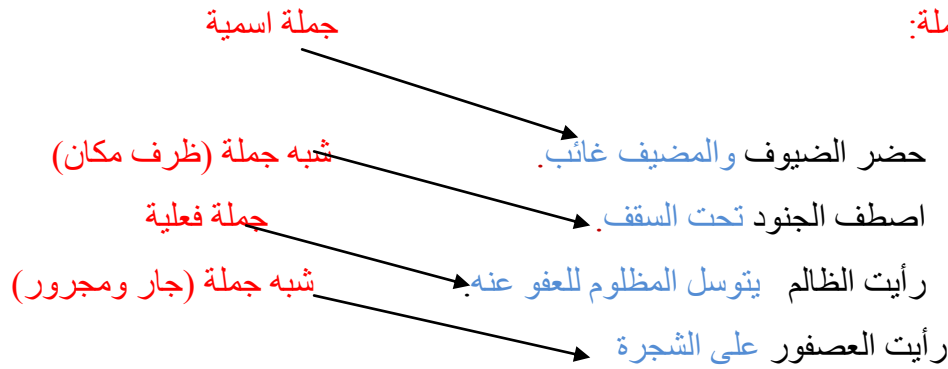 ملة:
جملة اسمية
حضر الضيوف والمضيف غائب.
شبه جملة (ظرف مكان)
اصطف الجنود تحت السقف.
جملة فعلية
رأيت الظالم يتوسل المظلوم للعفو عنه.
شبه جملة (جار ومجرور)
رأيت العصفور على الشجرة